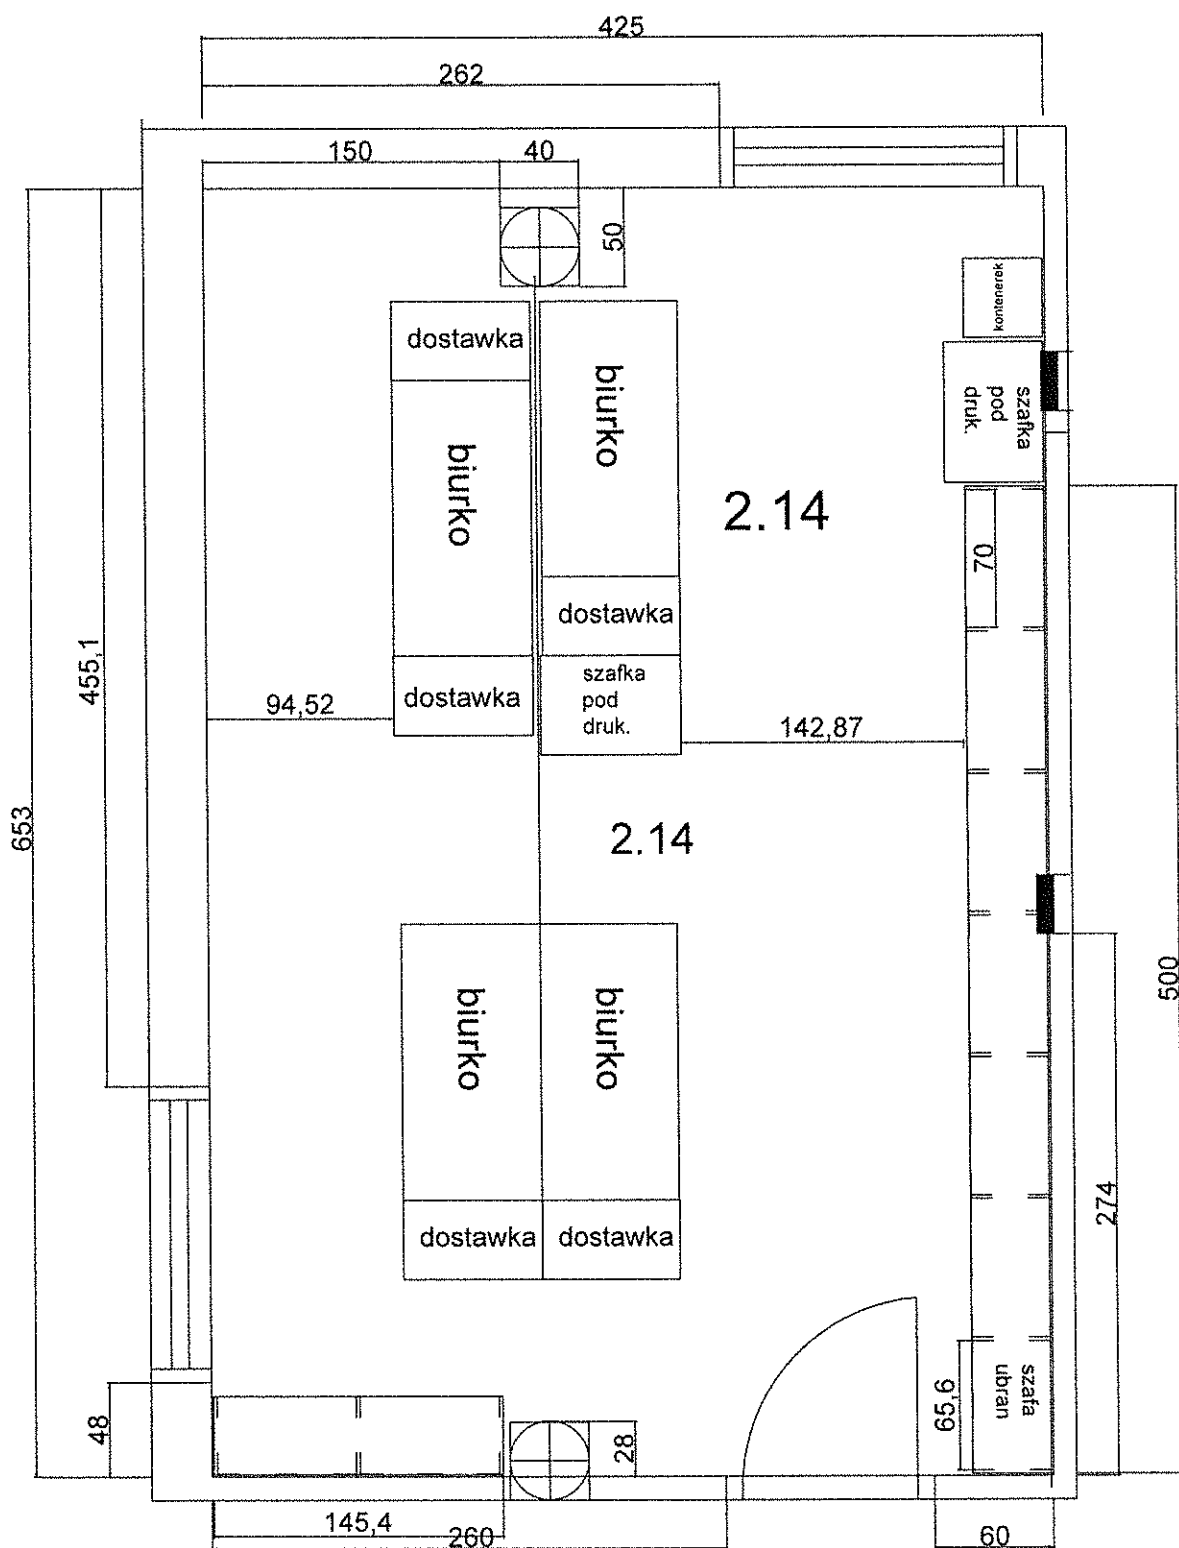 425
262
150
40
50
kontenerek
dostawka
biurko
szafka
pod
druk.
biurko
2.14
70
dostawka
455,1
94,52
dostawka
szafka
pod
druk.
142,87
653
2.14
500
biurko
biurko
274
dostawka
dostawka
szafa
ubran
65,6
48
28
145,4
260
60